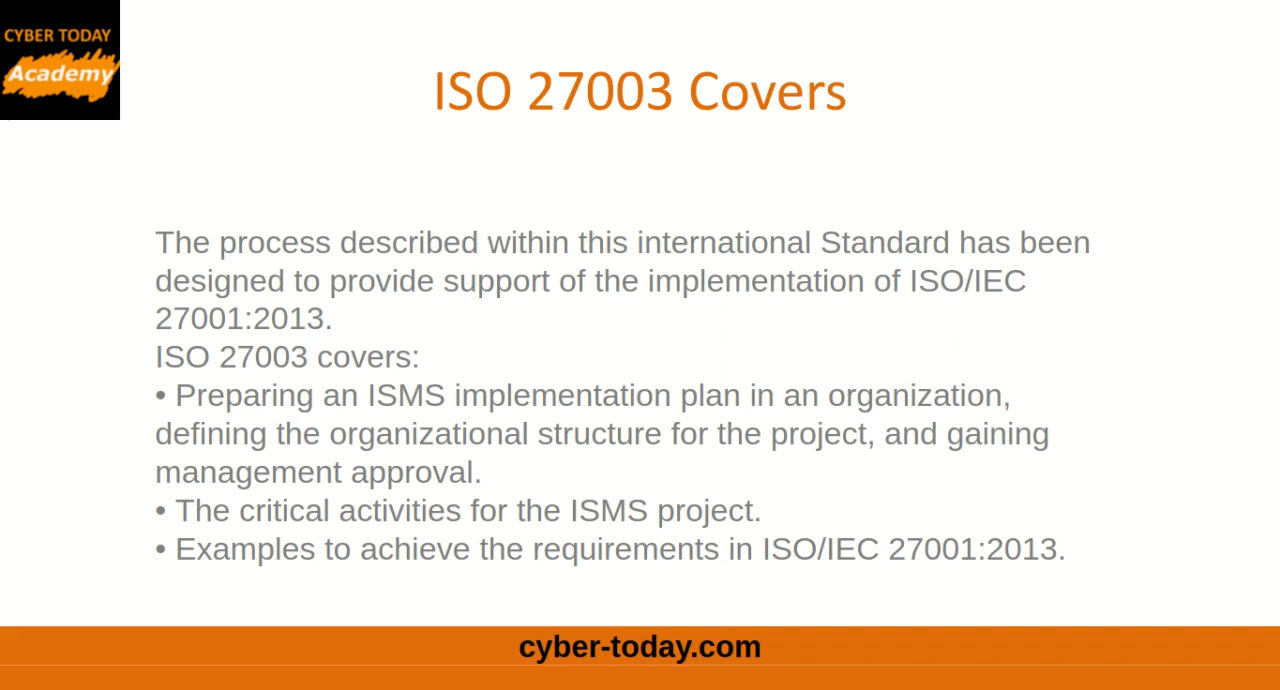 CYBER TODAY
Academy
ISO 27003 Covers
The process described within this international Standard has been
designed to provide support of the implementation of ISO/IEC
27001:2013.
ISO 27003 covers:
• Preparing an ISMS implementation plan in an organization,
defining the organizational structure for the project, and gaining
management approval.
• The critical activities for the ISMS project.
• Examples to achieve the requirements in ISO/IEC 27001:2013.
cyber-today.com